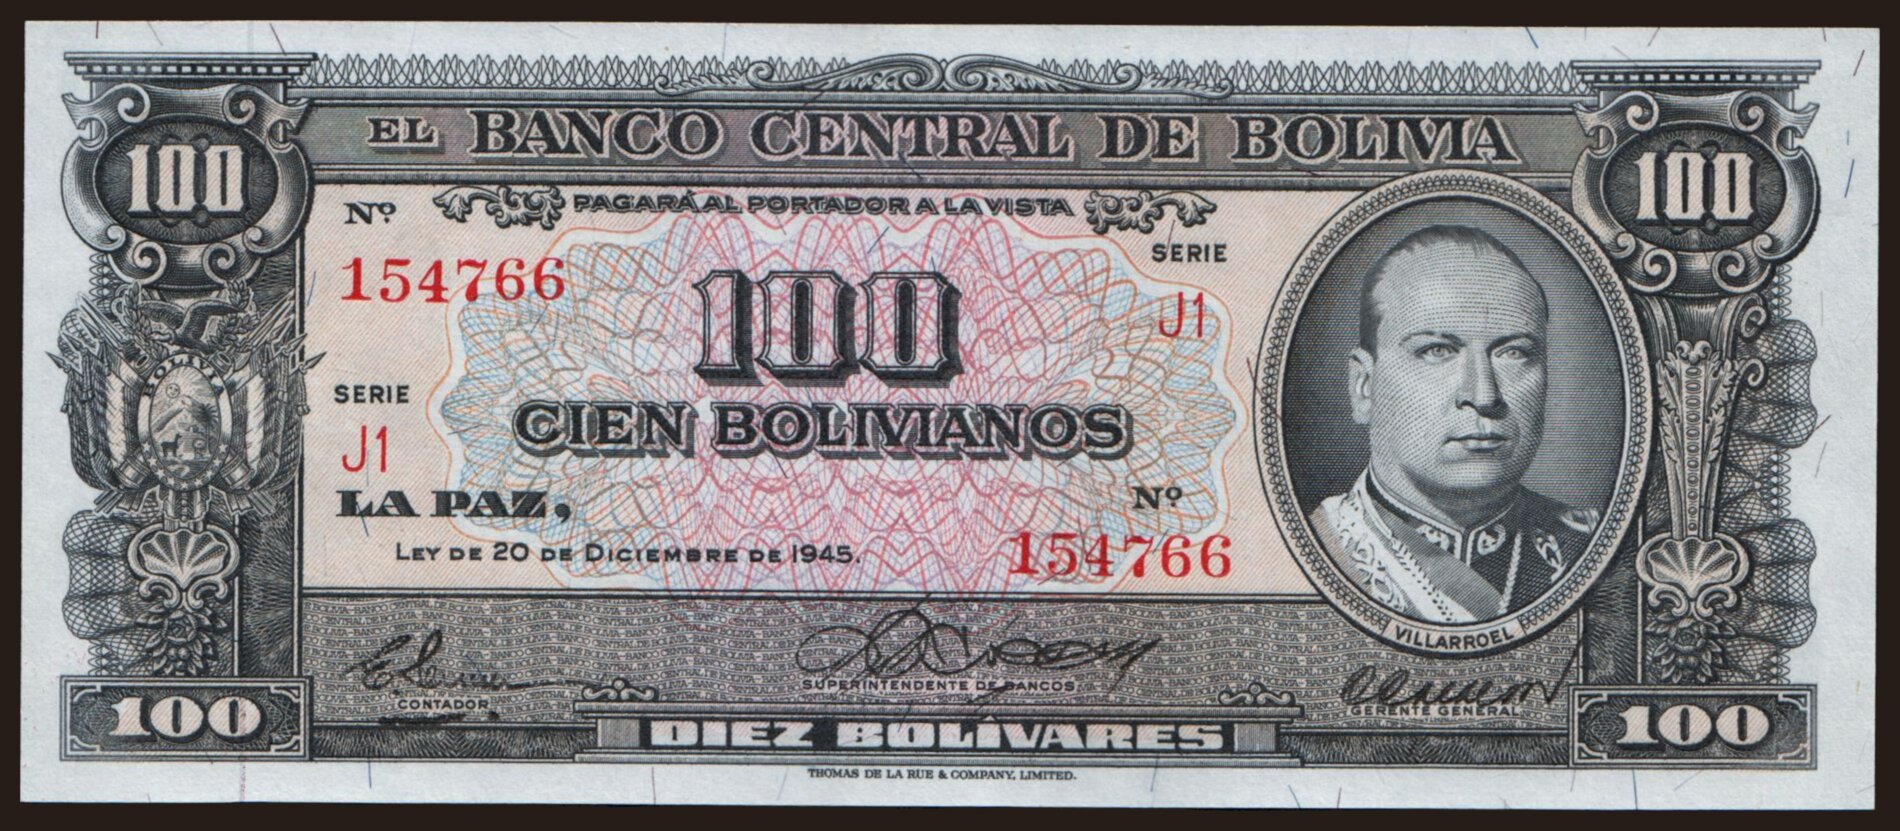 EL BANCO CENTRAL DE BOLIVIA
100
100
Nº
PAGARÁ AL PORTADOR A LA VISTA
154766
SERIE
J1
100
BOLIVIA
SERIE
J1
CIEN BOLIVIANOS
LA PAZ,
Nº
LEY DE 20 DE DICIEMBRE DE 1945.
154766
VILLARROEL
CONTADOR
SUPERINTENDENTE DE BANCOS
GERENTE GENERAL
100
DIEZ BOLÍVARES
100
THOMAS DE LA RUE & COMPANY, LIMITED.